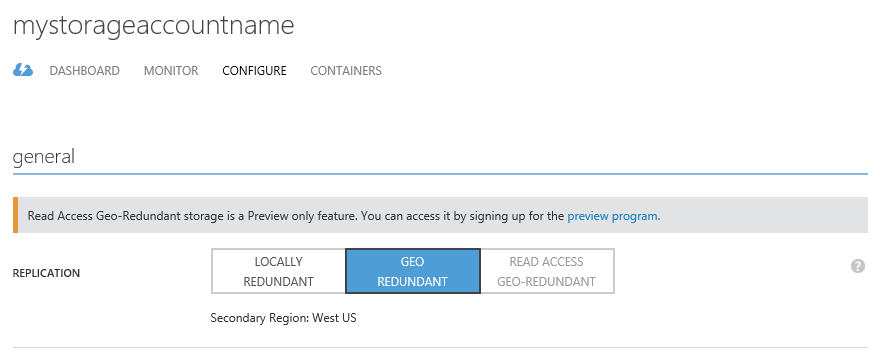 mystorageaccountname
DASHBOARD MONITOR CONFIGURE CONTAINERS
general
Read Access Geo-Redundant storage is a Preview only feature. You can access it by signing up for the preview program.
REPLICATION
LOCALLY
REDUNDANT
GEO
REDUNDANT
READ ACCESS
GEO-REDUNDANT
?
Secondary Region: West US